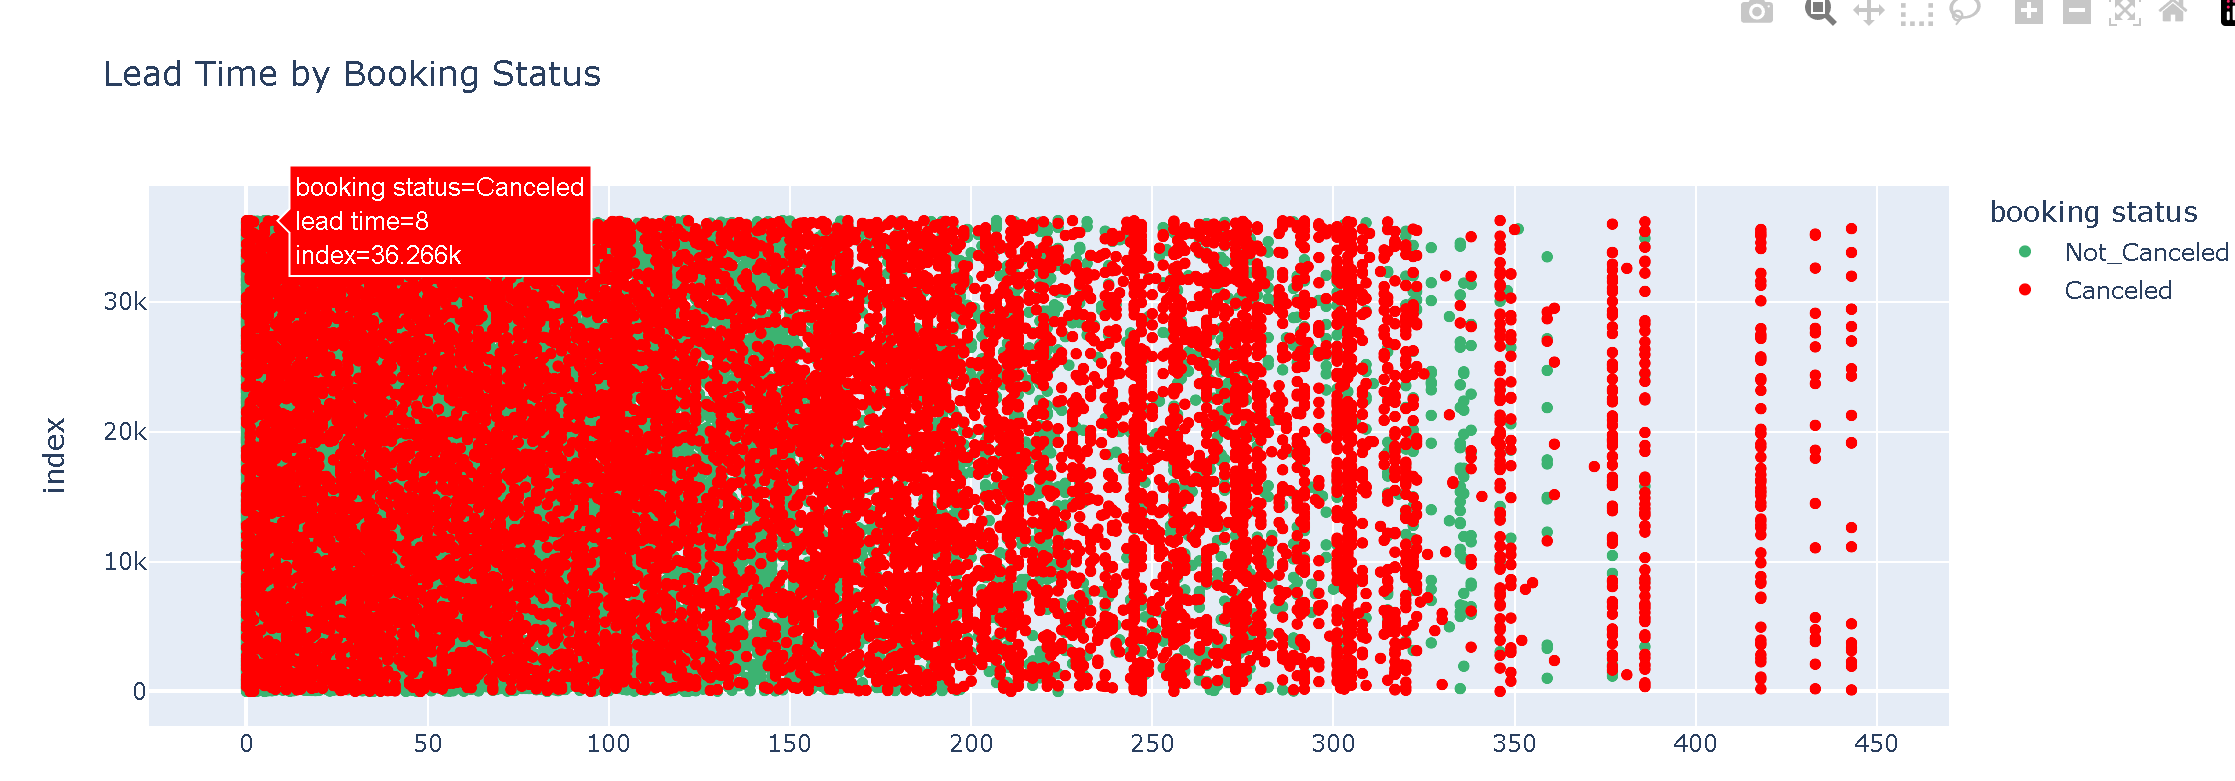 Lead Time by Booking Status
booking status=Canceled
lead time=8
index=36.266k
booking status
Not_Canceled
Canceled
30k
20k
10k
0
index
0 50 100 150 200 250 300 350 400 450